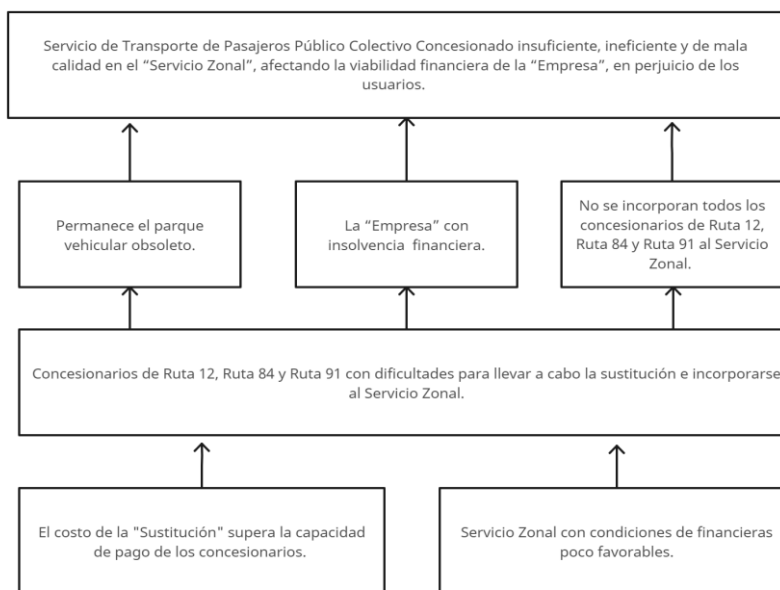 Servicio de Transporte de Pasajeros Público Colectivo Concesionado insuficiente, ineficiente y de mala
calidad en el “Servicio Zonal”, afectando la viabilidad financiera de la “Empresa”, en perjuicio de los
usuarios.
Permanece el parque
vehicular obsoleto.
La “Empresa” con
insolvencia financiera.
No se incorporan todos los
concesionarios de Ruta 12,
Ruta 84 y Ruta 91 al Servicio
Zonal.
Concesionarios de Ruta 12, Ruta 84 y Ruta 91 con dificultades para llevar a cabo la sustitución e incorporarse
al Servicio Zonal.
El costo de la "Sustitución" supera la capacidad
de pago de los concesionarios.
Servicio Zonal con condiciones de financieras
poco favorables.